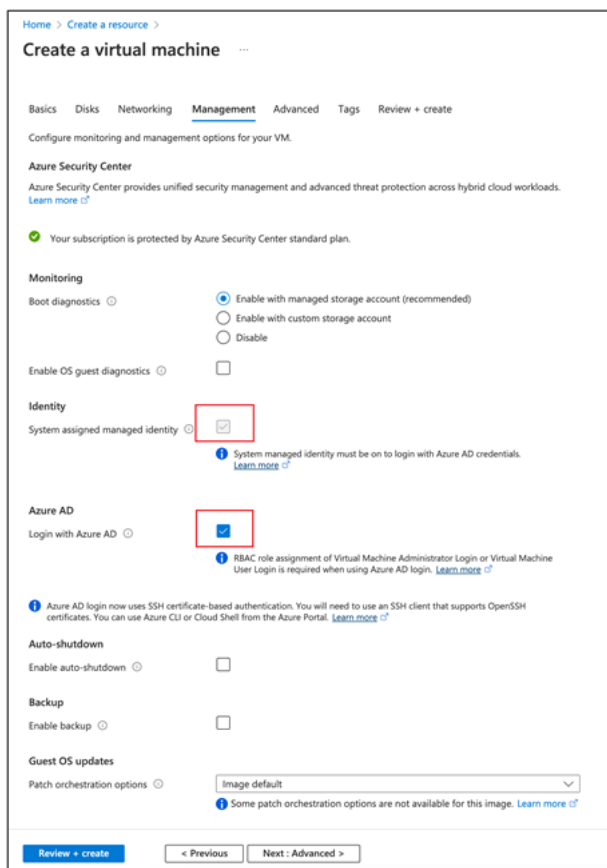 Home > Create a resource >
Create a virtual machine ...
Basics Disks Networking Management Advanced Tags Review + create
Configure monitoring and management options for your VM.
Azure Security Center
Azure Security Center provides unified security management and advanced threat protection across hybrid cloud workloads.
Learn more
Your subscription is protected by Azure Security Center standard plan.
Monitoring
Boot diagnostics
Enable with managed storage account (recommended)
Enable with custom storage account
Disable
Enable OS guest diagnostics
Identity
System assigned managed identity
System managed identity must be on to login with Azure AD credentials.
Learn more
Azure AD
Login with Azure AD
RBAC role assignment of Virtual Machine Administrator Login or Virtual Machine
User Login is required when using Azure AD login. Learn more
Azure AD login now uses SSH certificate-based authentication. You will need to use an SSH client that supports OpenSSH
certificates. You can use Azure CLI or Cloud Shell from the Azure Portal. Learn more
Auto-shutdown
Enable auto-shutdown
Backup
Enable backup
Guest OS updates
Patch orchestration options
Image default
Some patch orchestration options are not available for this image. Learn more
Review + create < Previous Next : Advanced >